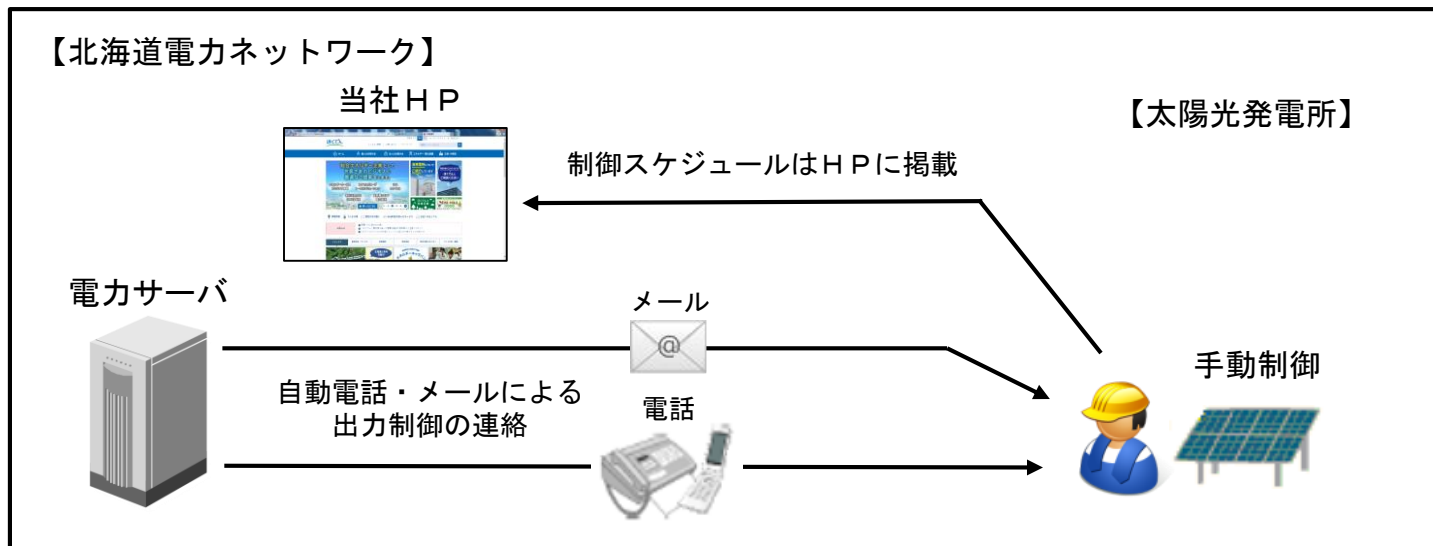 【北海道電力ネットワーク】
当社ＨＰ
【太陽光発電所】
制御スケジュールはＨＰに掲載
電力サーバ
メール
@
手動制御
自動電話・メールによる
出力制御の連絡
電話